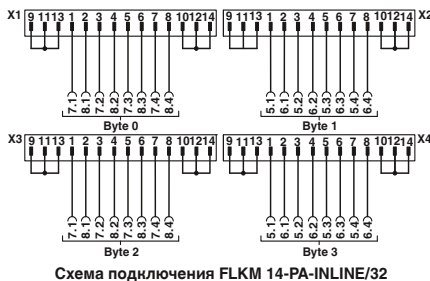 X1 9 11 13 1 2 3 4 5 6 7 8 10 12 14
9 11 13 1 2 3 4 5 6 7 8 10 12 14 X2
7.1 8.1 7.2 8.2 7.3 8.3 7.4 8.4
5.1 6.1 5.2 6.2 5.3 6.3 5.4 6.4
Byte 0
Byte 1
X3 9 11 13 1 2 3 4 5 6 7 8 10 12 14
9 11 13 1 2 3 4 5 6 7 8 10 12 14 X4
7.1 8.1 7.2 8.2 7.3 8.3 7.4 8.4
5.1 6.1 5.2 6.2 5.3 6.3 5.4 6.4
Byte 2
Byte 3
Схема подключения FLKM 14-PA-INLINE/32